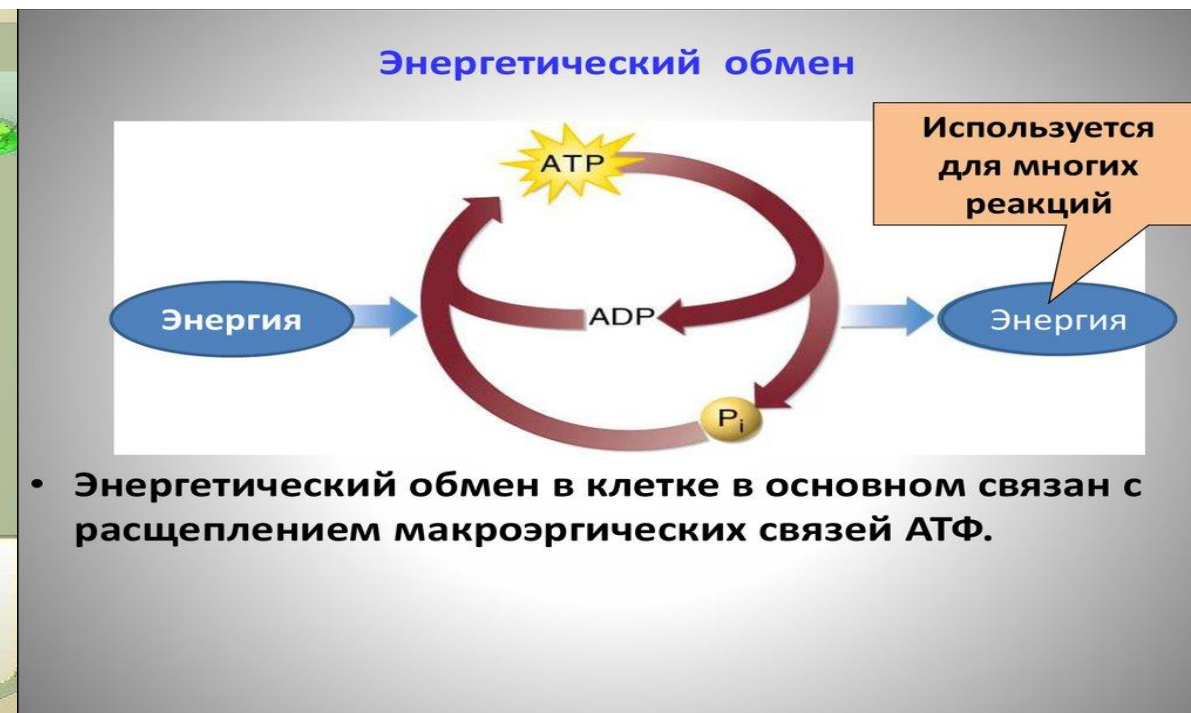 Энергетический обмен
Используется
для многих
реакций
ATP
Энергия
ADP
Энергия
Pi
• Энергетический обмен в клетке в основном связан с
расщеплением макроэргических связей АТФ.